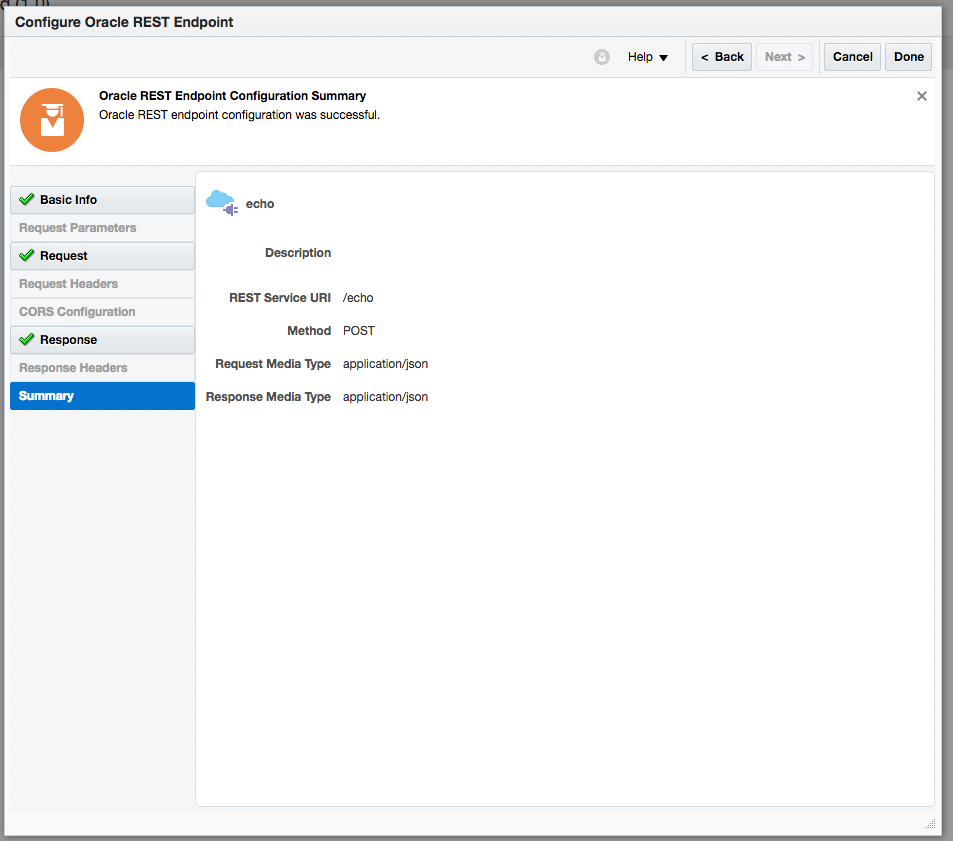 d (1.0)
Configure Oracle REST Endpoint
Help
< Back
Next >
Cancel
Done
Oracle REST Endpoint Configuration Summary
Oracle REST endpoint configuration was successful.
Basic Info
Request Parameters
Request
Request Headers
CORS Configuration
Response
Response Headers
Summary
echo
Description
REST Service URI /echo
Method POST
Request Media Type application/json
Response Media Type application/json